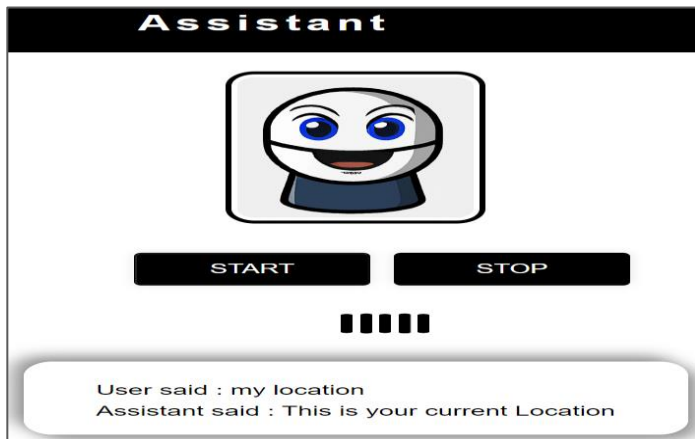 Assistant
START STOP
User said : my location
Assistant said : This is your current Location